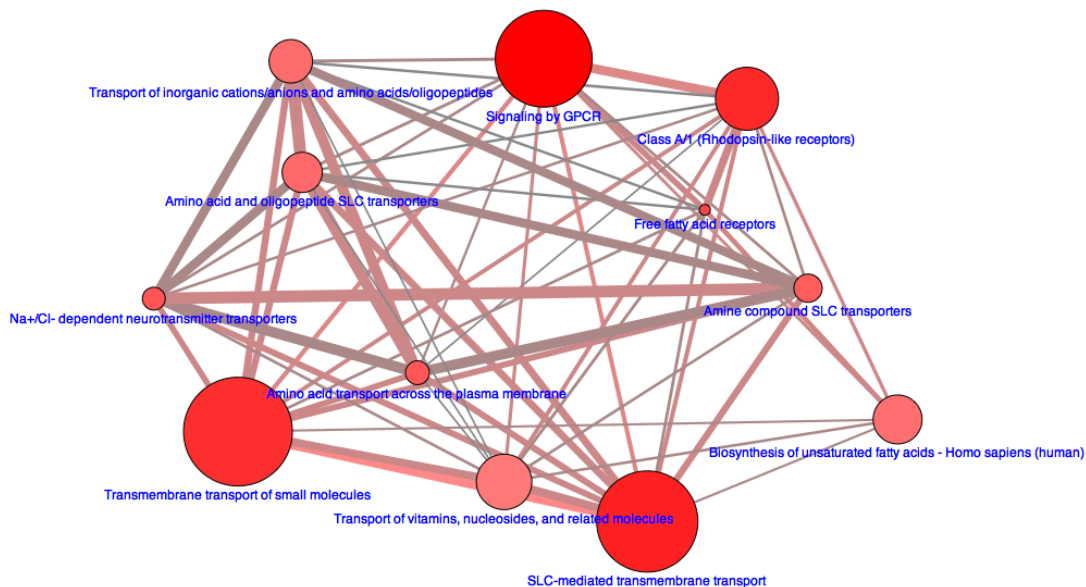 Transport of inorganic cations/anions and amino acids/oligopeptides
Signaling by GPCR
Class A/1 (Rhodopsin-like receptors)
Amino acid and oligopeptide SLC transporters
Free fatty acid receptors
Na+/Cl- dependent neurotransmitter transporters
Amine compound SLC transporters
Amino acid transport across the plasma membrane
Biosynthesis of unsaturated fatty acids - Homo sapiens (human)
Transmembrane transport of small molecules
Transport of vitamins, nucleosides, and related molecules
SLC-mediated transmembrane transport